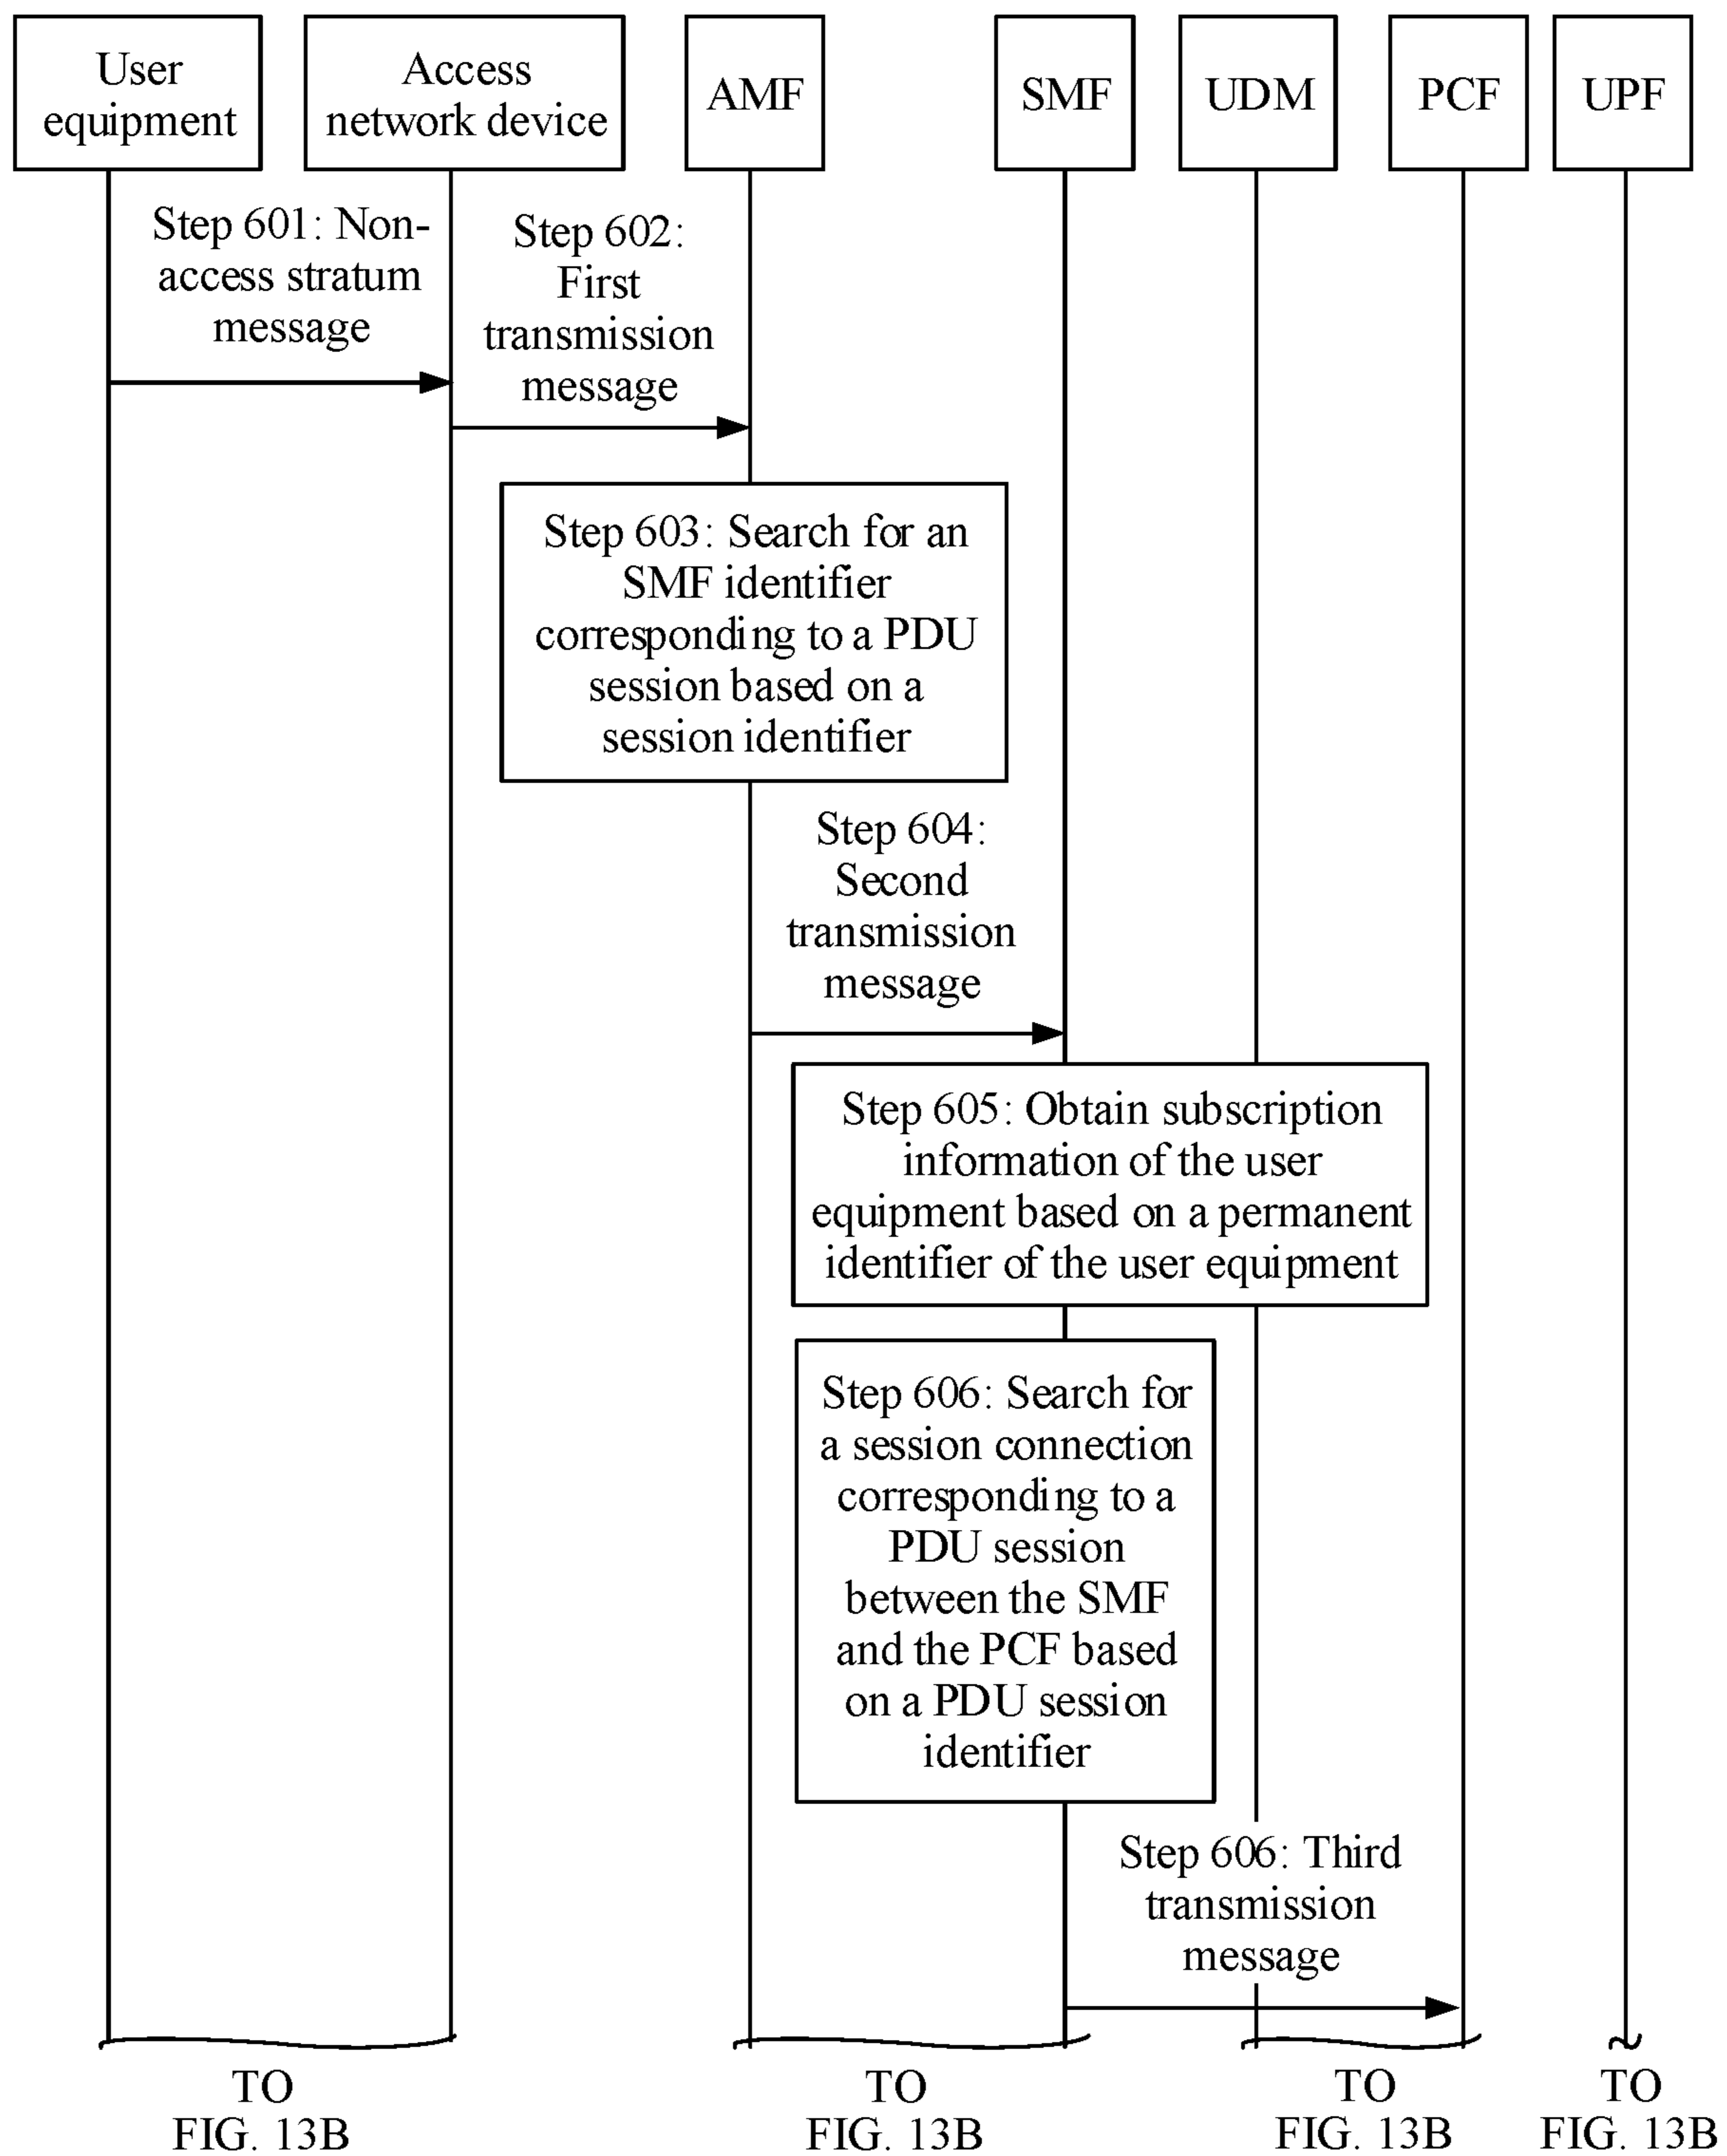 User
equipment
Access
network device
AMF
SMF
UDM
PCF
UPF
Step 601: Non-
access stratum
message
Step 602:
First
transmission
message
Step 603: Search for an
SMF identifier
corresponding to a PDU
session based on a
session identifier
Step 604:
Second
transmission
message
Step 605: Obtain subscription
information of the user
equipment based on a permanent
identifier of the user equipment
Step 606: Search for
a session connection
corresponding to a
PDU session
between the SMF
and the PCF based
on a PDU session
identifier
Step 606: Third
transmission
message
TO
FIG. 13B
TO
FIG. 13B
TO
FIG. 13B
TO
FIG. 13B